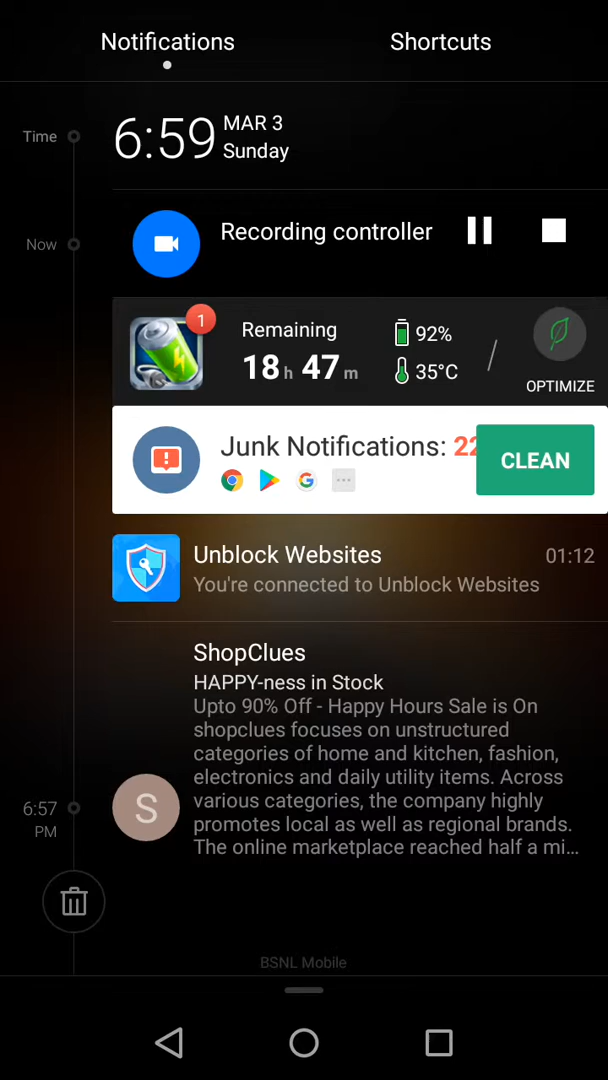 Notifications
Shortcuts
Time
6:59
MAR 3
Sunday
Now
Recording controller
1
Remaining
18 h 47 m
92%
35°C
OPTIMIZE
Junk Notifications: 22
CLEAN
Unblock Websites
01:12
You're connected to Unblock Websites
ShopClues
HAPPY-ness in Stock
Upto 90% Off - Happy Hours Sale is On
shopclues focuses on unstructured
categories of home and kitchen, fashion,
electronics and daily utility items. Across
various categories, the company highly
promotes local as well as regional brands.
The online marketplace reached half a mi…
S
6:57
PM
BSNL Mobile